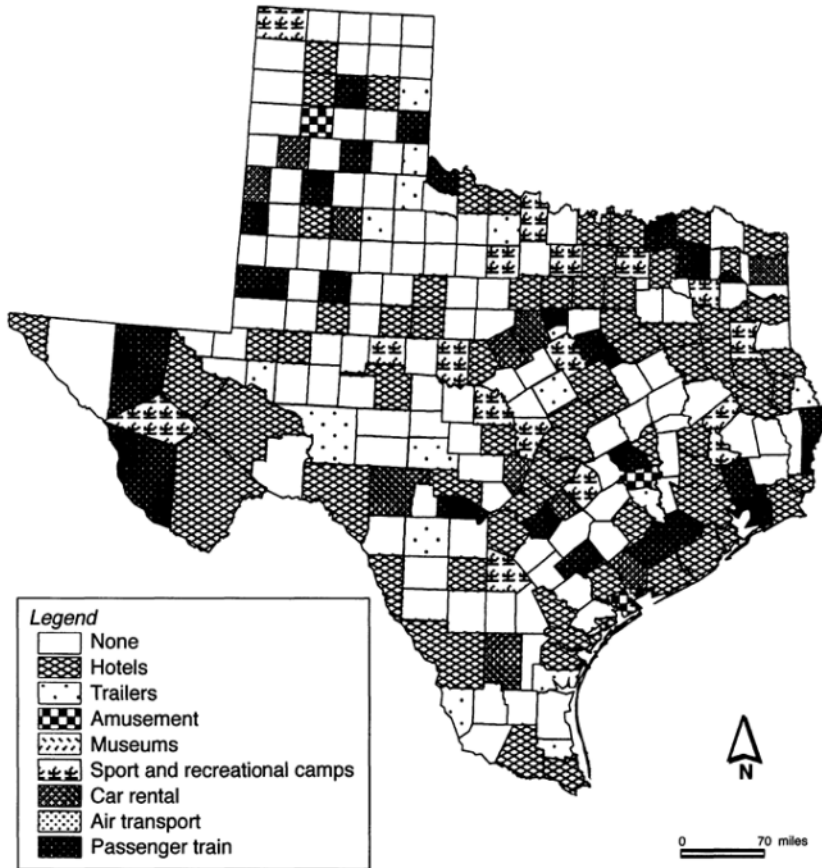 Legend
None
Hotels
Trailers
Amusement
Museums
Sport and recreational camps
Car rental
Air transport
Passenger train
N
0 70 miles